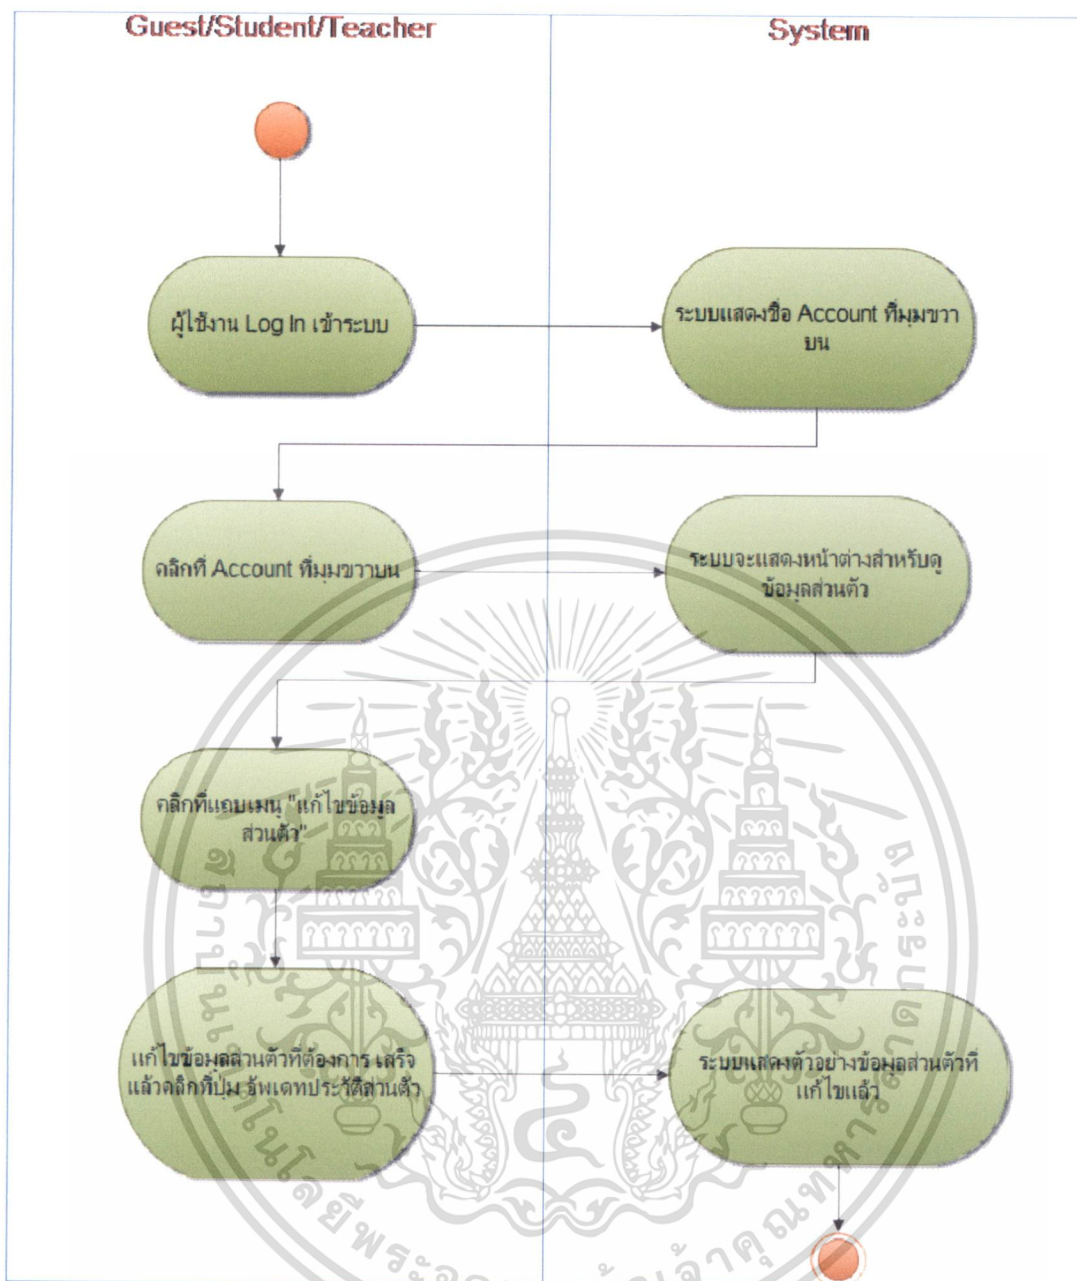 Guest/Student/Teacher
System
ผู้ใช้งาน Log In เข้าระบบ
ระบบแสดงชื่อ Account ที่มุมขวา
บน
คลิกที่ Account ที่มุมขวาบน
ระบบจะแสดงหน้าต่างสำหรับดู
ข้อมูลส่วนตัว
คลิกที่แถบเมนู "แก้ไขข้อมูล
ส่วนตัว"
แก้ไขข้อมูลส่วนตัวที่ต้องการ เสร็จ
แล้วคลิกที่ปุ่ม อัพเดทประวัติส่วนตัว
ระบบแสดงตัวอย่างข้อมูลส่วนตัวที่
แก้ไขแล้ว